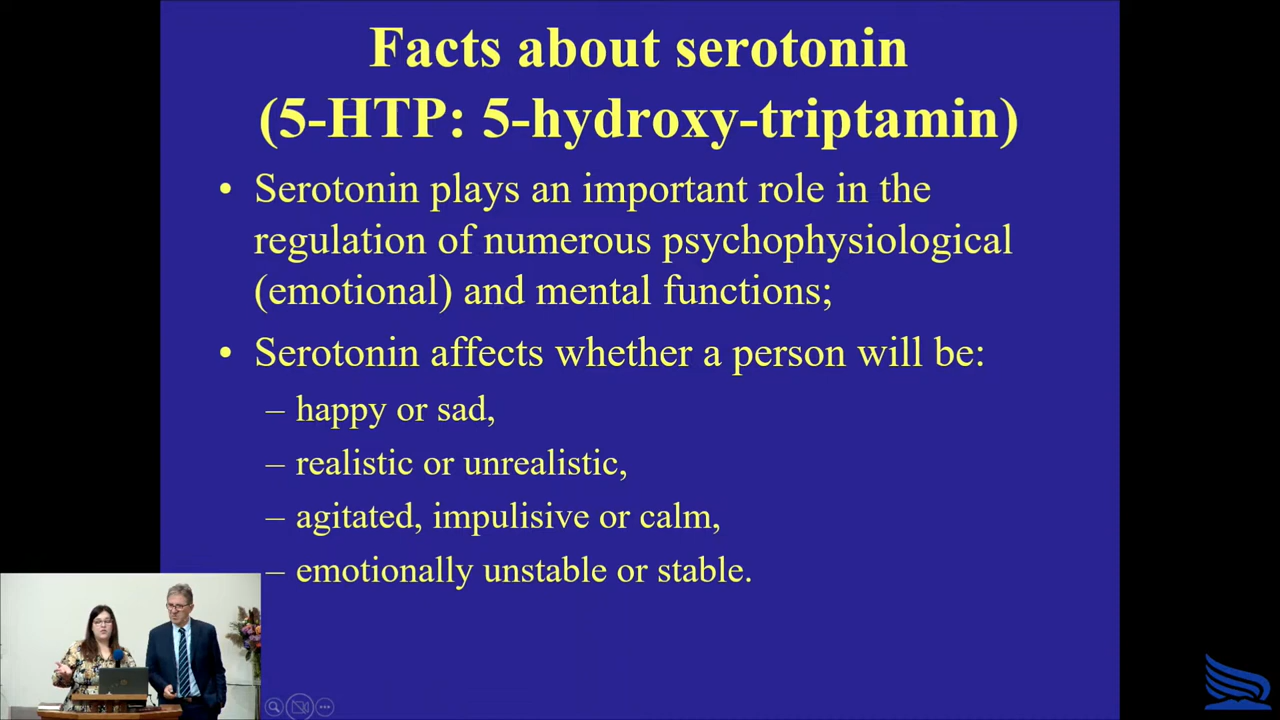 Facts about serotonin
(5-HTP: 5-hydroxy-triptamin)
• Serotonin plays an important role in the
regulation of numerous psychophysiological
(emotional) and mental functions;
• Serotonin affects whether a person will be:
– happy or sad,
– realistic or unrealistic,
– agitated, impulisive or calm,
– emotionally unstable or stable.